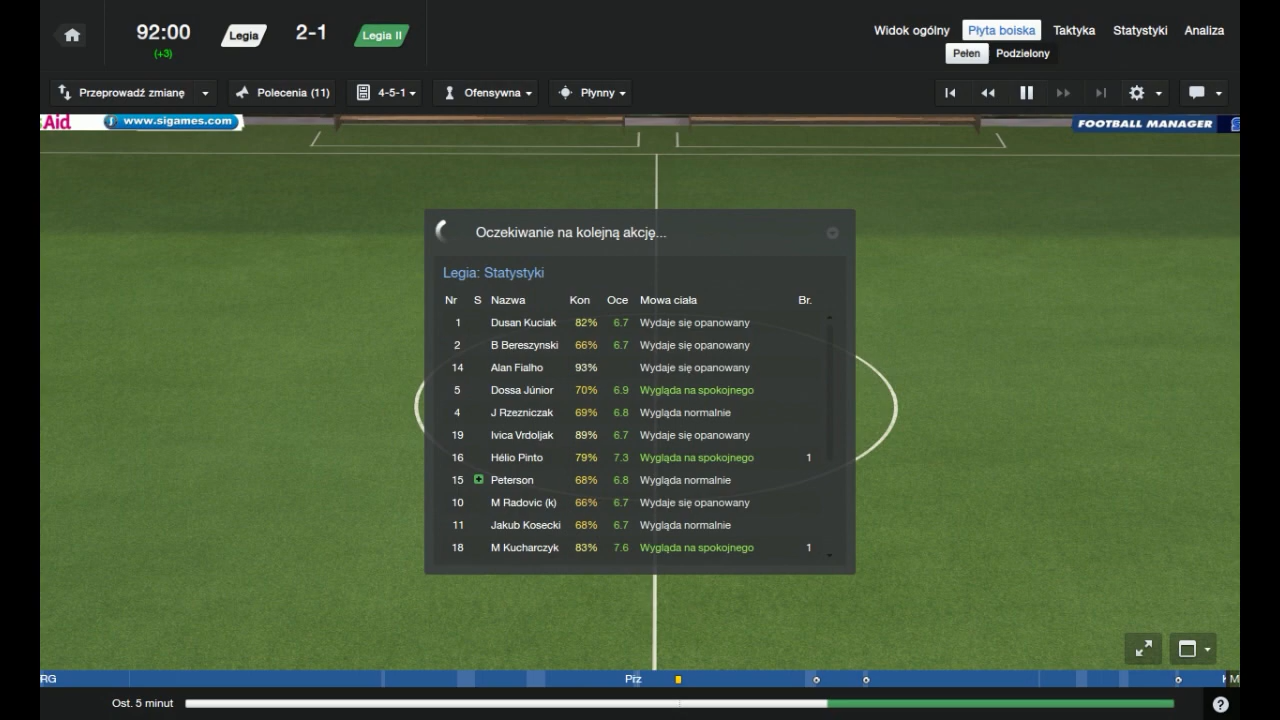 92:00
(+3)
Legia 2-1 Legia II
Widok ogólny Płyta boiska Taktyka Statystyki Analiza
Pełen Podzielony
Przeprowadź zmianę Polecenia (11) 4-5-1 Ofensywna Płynny
Aid www.sigames.com FOOTBALL MANAGER
Oczekiwanie na kolejną akcję...
Legia: Statystyki
Nr S Nazwa Kon Oce Mowa ciała Br.
1 Dusan Kuciak 82% 6.7 Wydaje się opanowany
2 B Bereszynski 66% 6.7 Wydaje się opanowany
14 Alan Fialho 93% Wydaje się opanowany
5 Dossa Júnior 70% 6.9 Wygląda na spokojnego
4 J Rzezniczak 69% 6.8 Wygląda normalnie
19 Ivica Vrdoljak 89% 6.7 Wydaje się opanowany
16 Hélio Pinto 79% 7.3 Wygląda na spokojnego 1
15 Peterson 68% 6.8 Wygląda normalnie
10 M Radovic (k) 66% 6.7 Wydaje się opanowany
11 Jakub Kosecki 68% 6.7 Wygląda normalnie
18 M Kucharczyk 83% 7.6 Wygląda na spokojnego 1
RG Prz M
Ost. 5 minut ?